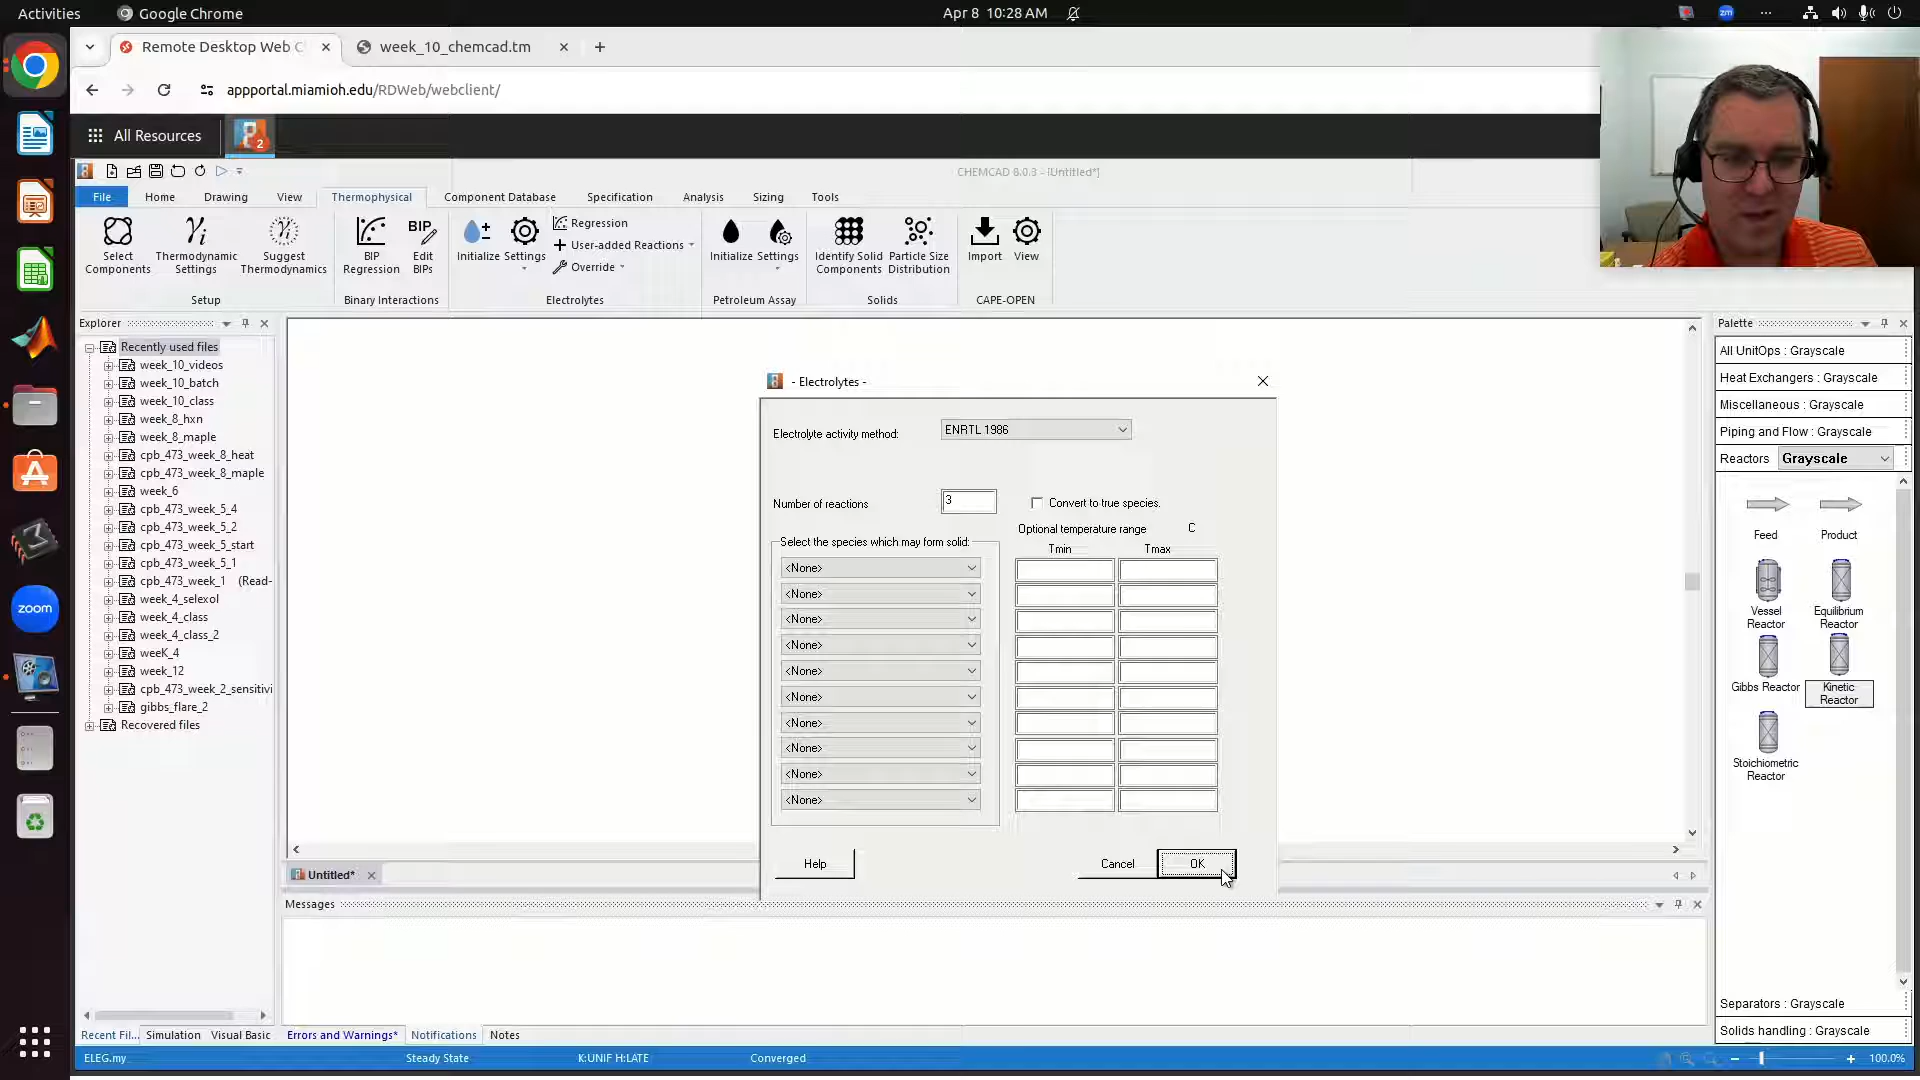 Activities
Google Chrome
Apr 8 10:28 AM
zm
Remote Desktop Web C
week_10_chemcad.tm
appportal.miamioh.edu/RDWeb/webclient/
All Resources
2
CHEMCAD 8.0.3 - [Untitled*]
File
Home
Drawing
View
Thermophysical
Component Database
Specification
Analysis
Sizing
Tools
Select Components
Thermodynamic Settings
Suggest Thermodynamics
BIP Regression
BIP
Edit BIPs
Initialize
Settings
Regression
User-added Reactions
Override
Initialize
Settings
Identify Solid Components
Particle Size Distribution
Import
View
Setup
Binary Interactions
Electrolytes
Petroleum Assay
Solids
CAPE-OPEN
Explorer
Recently used files
week_10_videos
week_10_batch
week_10_class
week_8_hxn
week_8_maple
cpb_473_week_8_heat
cpb_473_week_8_maple
week_6
cpb_473_week_5_4
cpb_473_week_5_2
cpb_473_week_5_start
cpb_473_week_5_1
cpb_473_week_1 (Read-
week_4_selexol
week_4_class
week_4_class_2
weeK_4
week_12
cpb_473_week_2_sensitivi
gibbs_flare_2
Recovered files
Recent Fil...
Simulation
Visual Basic
- Electrolytes -
Electrolyte activity method:
ENRTL 1986
Number of reactions
3
Convert to true species.
Optional temperature range
C
Select the species which may form solid:
Tmin
Tmax
<None>
<None>
<None>
<None>
<None>
<None>
<None>
<None>
<None>
<None>
Help
Cancel
OK
Untitled*
Messages
Errors and Warnings*
Notifications
Notes
Palette
All UnitOps : Grayscale
Heat Exchangers : Grayscale
Miscellaneous : Grayscale
Piping and Flow : Grayscale
Reactors
Grayscale
Feed
Product
Vessel Reactor
Equilibrium Reactor
Gibbs Reactor
Kinetic Reactor
Stoichiometric Reactor
Separators : Grayscale
Solids handling : Grayscale
zoom
ELEG.my
Steady State
K:UNIF H:LATE
Converged
100.0%